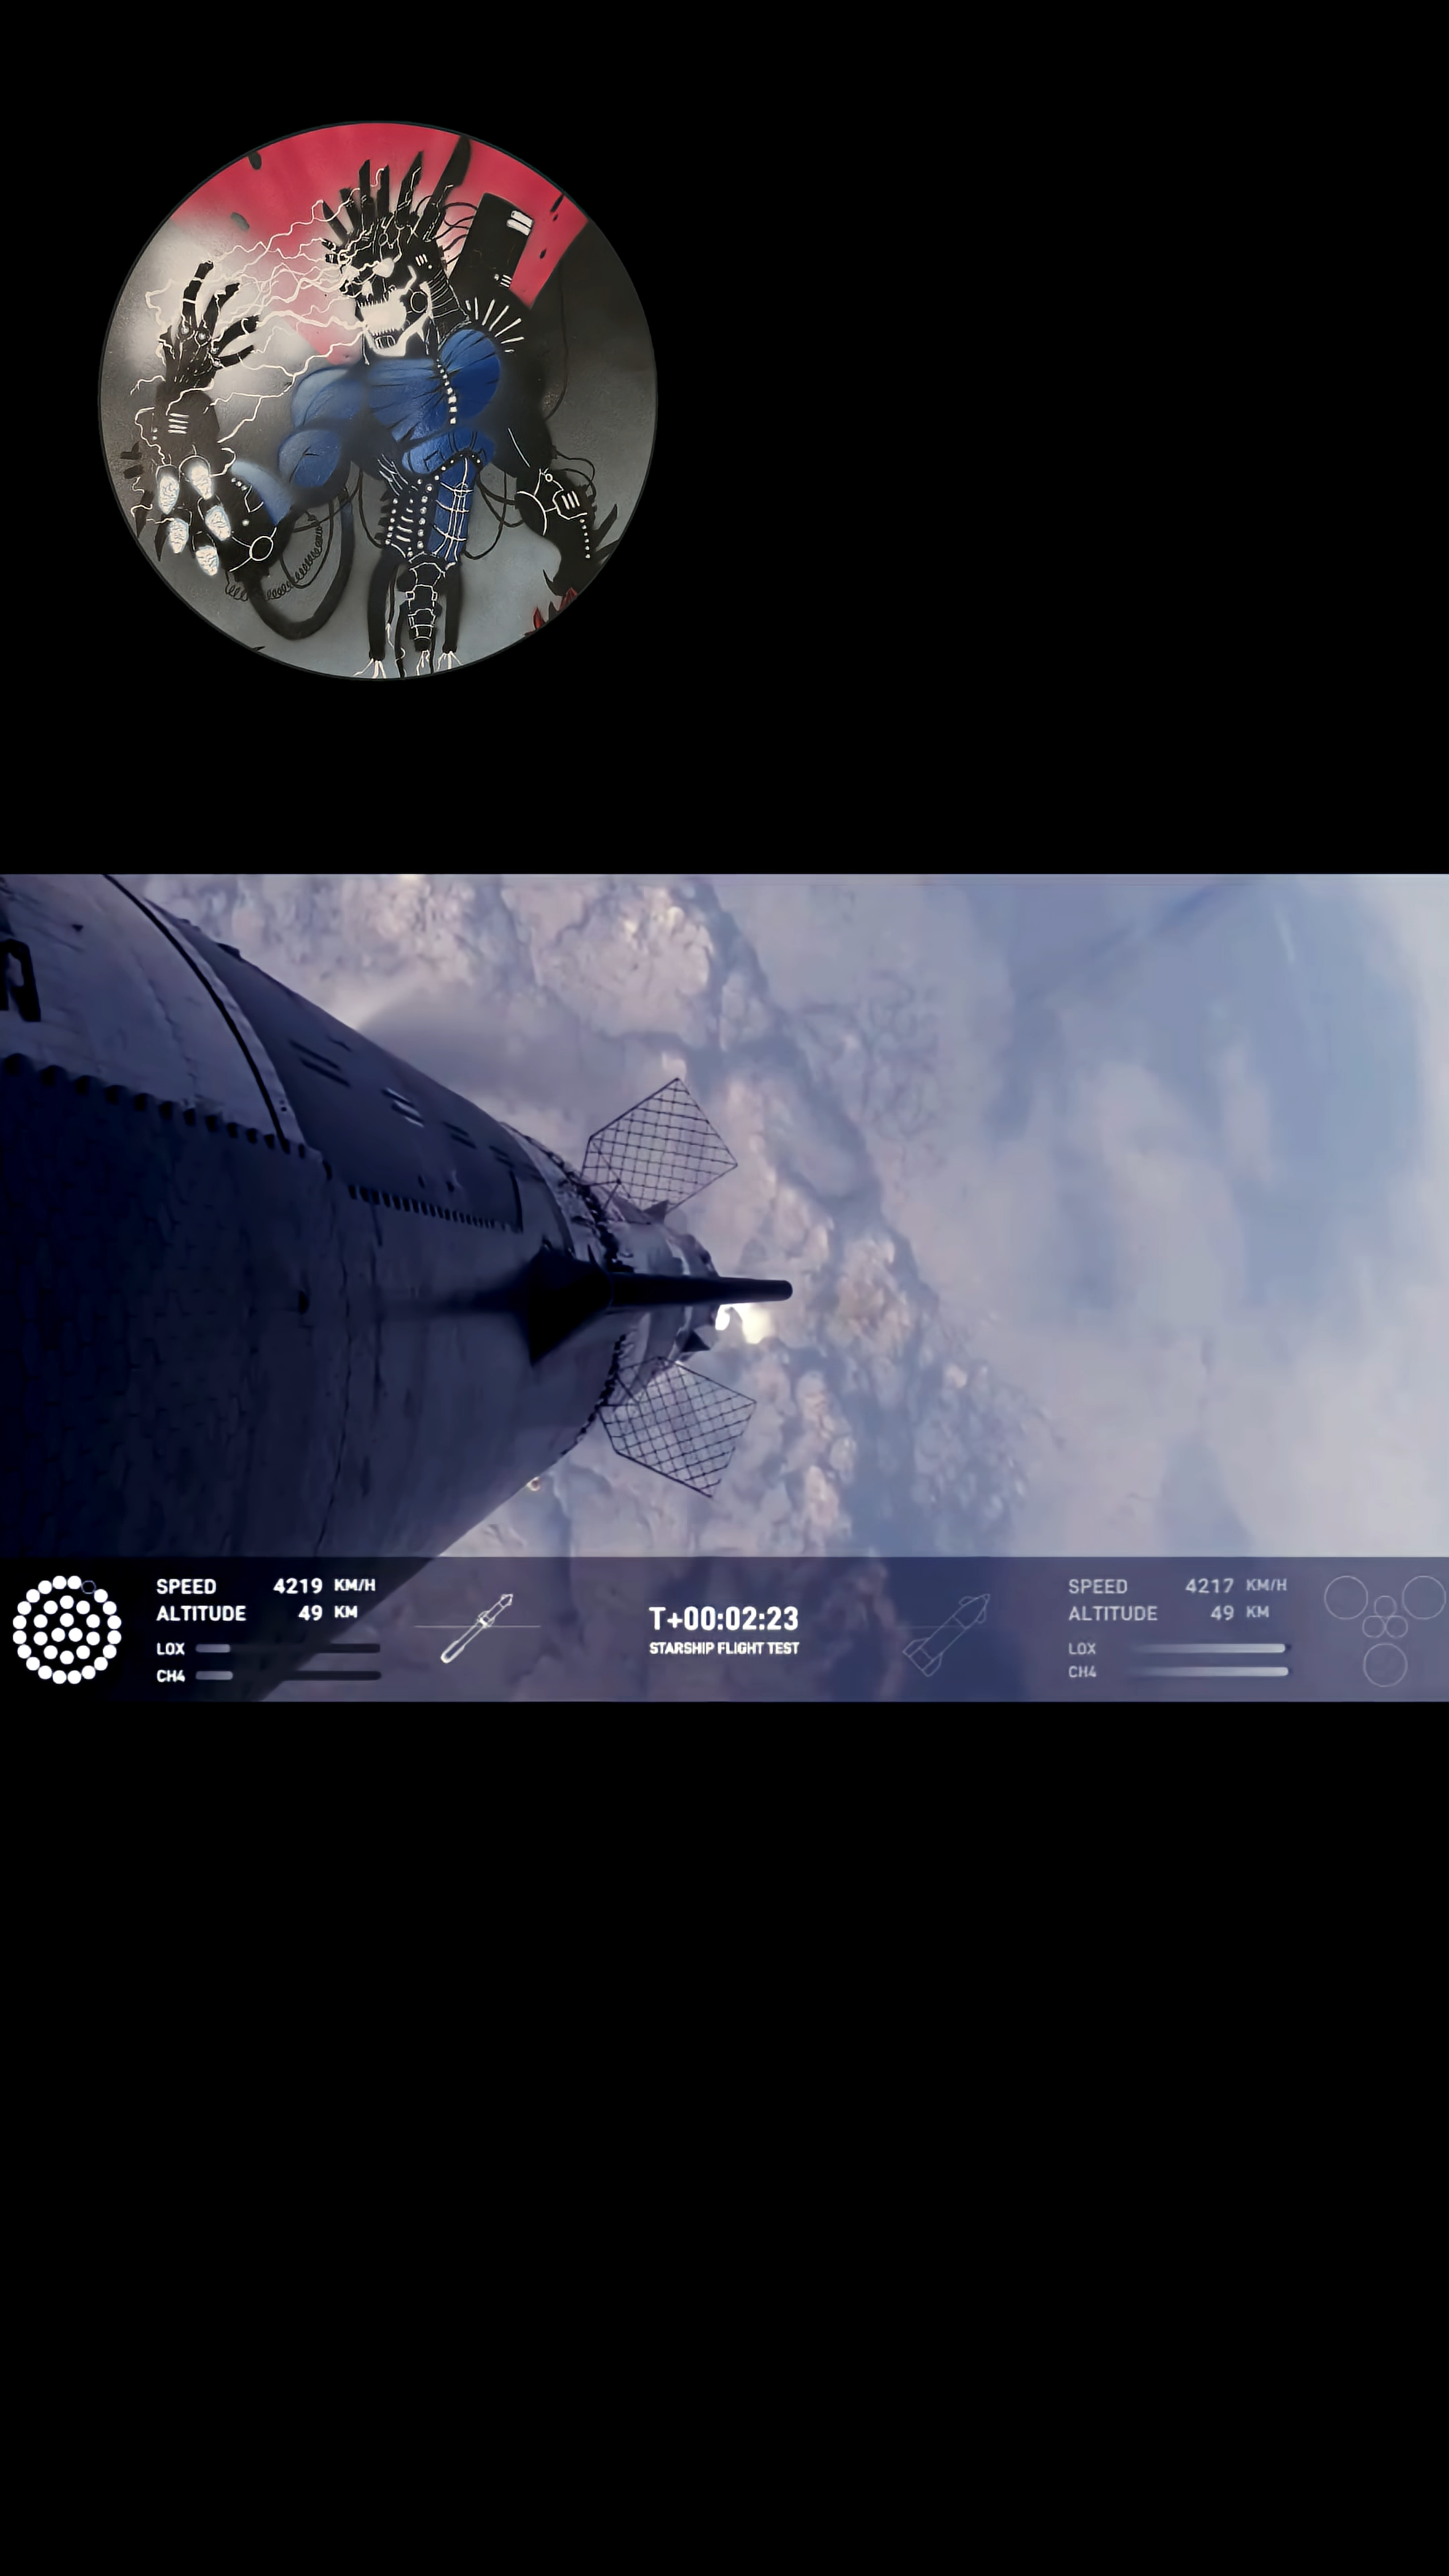 SPEED 4219 KM/H
ALTITUDE 49 KM
LOX
CH4
T+00:02:23
STARSHIP FLIGHT TEST
SPEED 4217 KM/H
ALTITUDE 49 KM
LOX
CH4